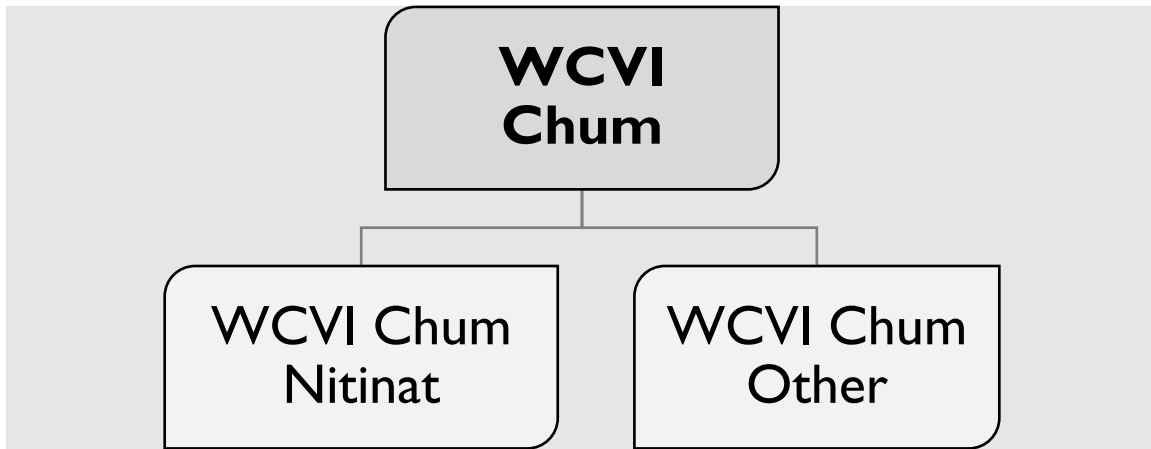 WCVI
Chum
WCVI Chum
Nitinat
WCVI Chum
Other